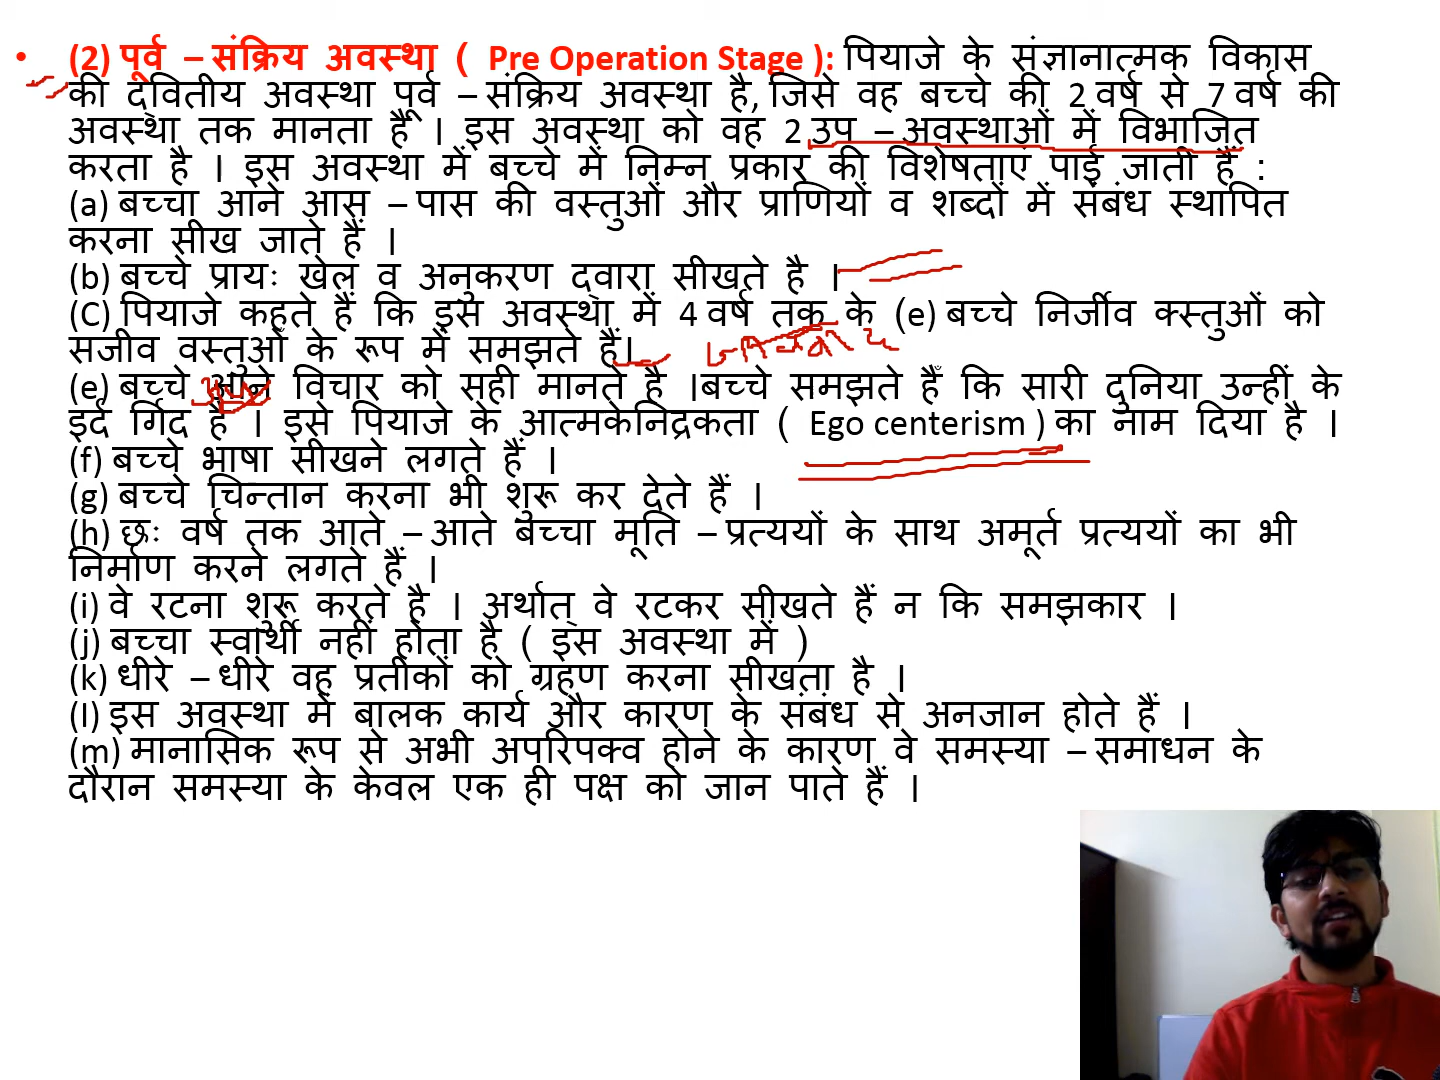 • (2) पूर्व – संक्रिय अवस्था ( Pre Operation Stage ): पियाजे के संज्ञानात्मक विकास
की द्वितीय अवस्था पूर्व – संक्रिय अवस्था है, जिसे वह बच्चे की 2 वर्ष से 7 वर्ष की
अवस्था तक मानता है । इस अवस्था को वह 2 उप – अवस्थाओं में विभाजित
करता है । इस अवस्था में बच्चे में निम्न प्रकार की विशेषताएं पाई जाती हैं :
(a) बच्चा आने आस – पास की वस्तुओं और प्राणियों व शब्दों में संबंध स्थापित
करना सीख जाते हैं ।
(b) बच्चे प्रायः खेल व अनुकरण द्वारा सीखते है ।
(C) पियाजे कहते हैं कि इस अवस्था में 4 वर्ष तक के (e) बच्चे निर्जीव क्स्तुओं को
सजीव वस्तुओं के रूप में समझते हैं।
(e) बच्चे आने विचार को सही मानते है ।बच्चे समझते हैं कि सारी दुनिया उन्हीं के
इर्द र्गिद है । इसे पियाजे के आत्मकेनिद्रकता ( Ego centerism ) का नाम दिया है ।
(f) बच्चे भाषा सीखने लगते हैं ।
(g) बच्चे चिन्तान करना भी शुरू कर देते हैं ।
(h) छः वर्ष तक आते – आते बच्चा मूति – प्रत्ययों के साथ अमूर्त प्रत्ययों का भी
निर्माण करने लगते हैं ।
(i) वे रटना शुरू करते है । अर्थात् वे रटकर सीखते हैं न कि समझकार ।
(j) बच्चा स्वार्थी नहीं होता है ( इस अवस्था में )
(k) धीरे – धीरे वह प्रतीकों को ग्रहण करना सीखता है ।
(l) इस अवस्था में बालक कार्य और कारण के संबंध से अनजान होते हैं ।
(m) मानासिक रूप से अभी अपरिपक्व होने के कारण वे समस्या – समाधन के
दौरान समस्या के केवल एक ही पक्ष को जान पाते हैं ।